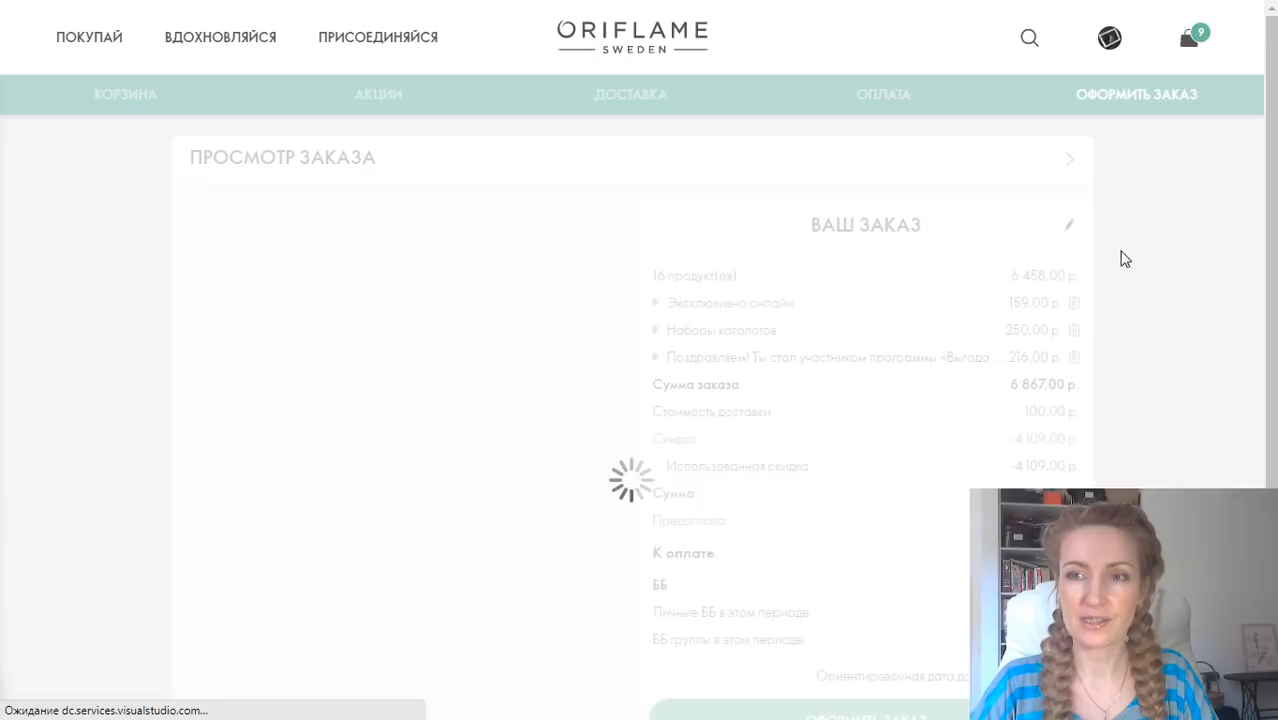 ПОКУПАЙ ВДОХНОВЛЯЙСЯ ПРИСОЕДИНЯЙСЯ
ORIFLAME
SWEDEN
9
КОРЗИНА АКЦИИ ДОСТАВКА ОПЛАТА ОФОРМИТЬ ЗАКАЗ
ПРОСМОТР ЗАКАЗА
ВАШ ЗАКАЗ
16 продукт(ов) 6 458,00 р.
Эксклюзивно онлайн 159,00 р.
Наборы каталогов 250,00 р.
Поздравляем! Ты стал участником программы «Выгода ... 216,00 р.
Сумма заказа 6 867,00 р.
Стоимость доставки 100,00 р.
Скидка: -4 109,00 р.
Использованная скидка -4 109,00 р.
Сумма
Предоплата
К оплате
ББ
Личные ББ в этом периоде
ББ группы в этом периоде
Ориентировочная дата до
ОФОРМИТЬ ЗАКАЗ
Ожидание dc.services.visualstudio.com...